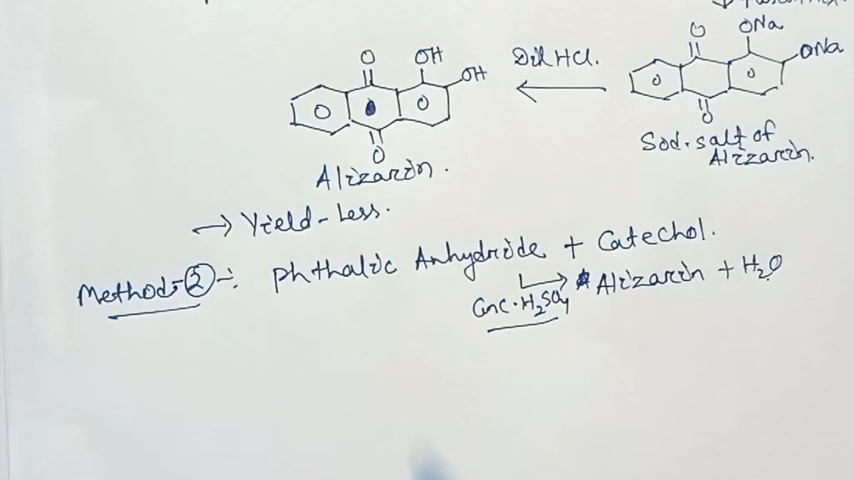 ONa
O OH ONa
O
OH Dil HCl.
O
O
Sod. salt of
Alizarin.
Alizarin.
→ Yield - Less.
Method-② :- Phthalic Anhydride + Catechol.
Conc. H₂SO₄ → Alizarin + H₂O